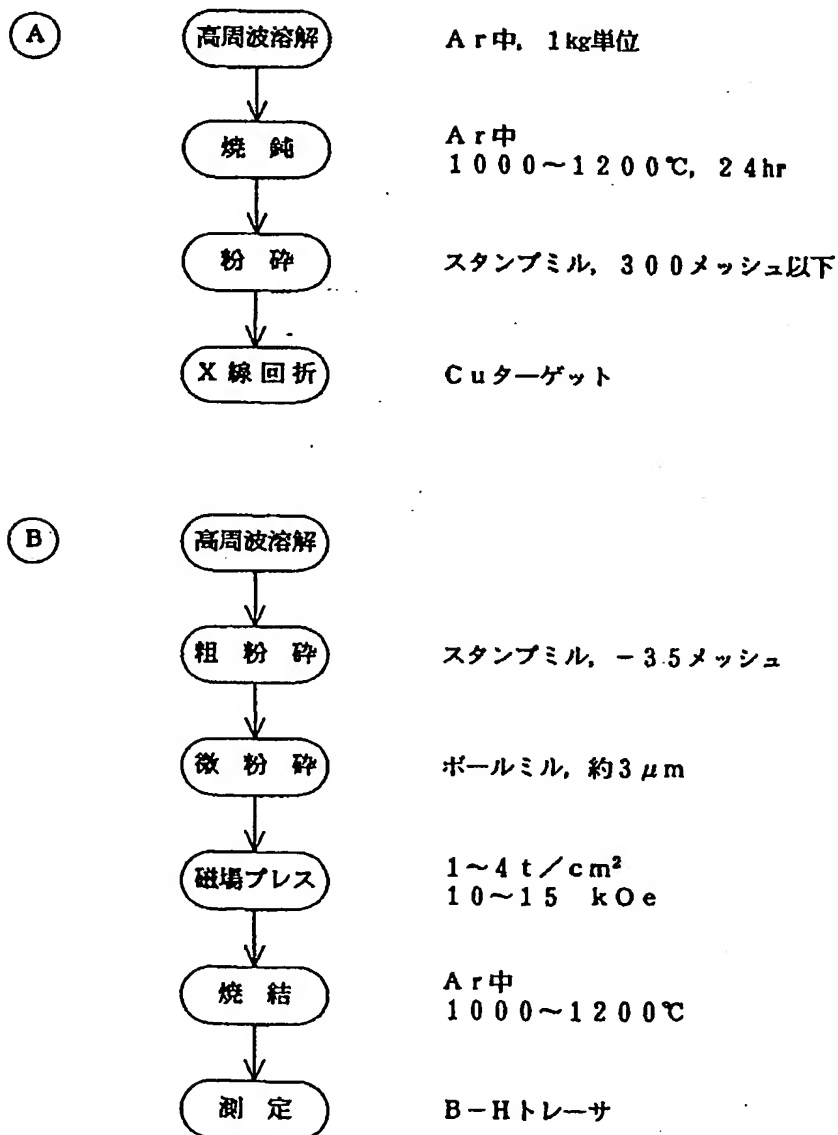 A
高周波溶解
Ar中, 1kg単位
焼鈍
Ar中
1000~1200℃, 24hr
粉砕
スタンプミル, 300メッシュ以下
X線回折
Cuターゲット
B
高周波溶解
粗粉砕
スタンプミル, -35メッシュ
微粉砕
ボールミル, 約3μm
磁場プレス
1~4t/cm²
10~15 kOe
焼結
Ar中
1000~1200℃
測定
B-Hトレーサ